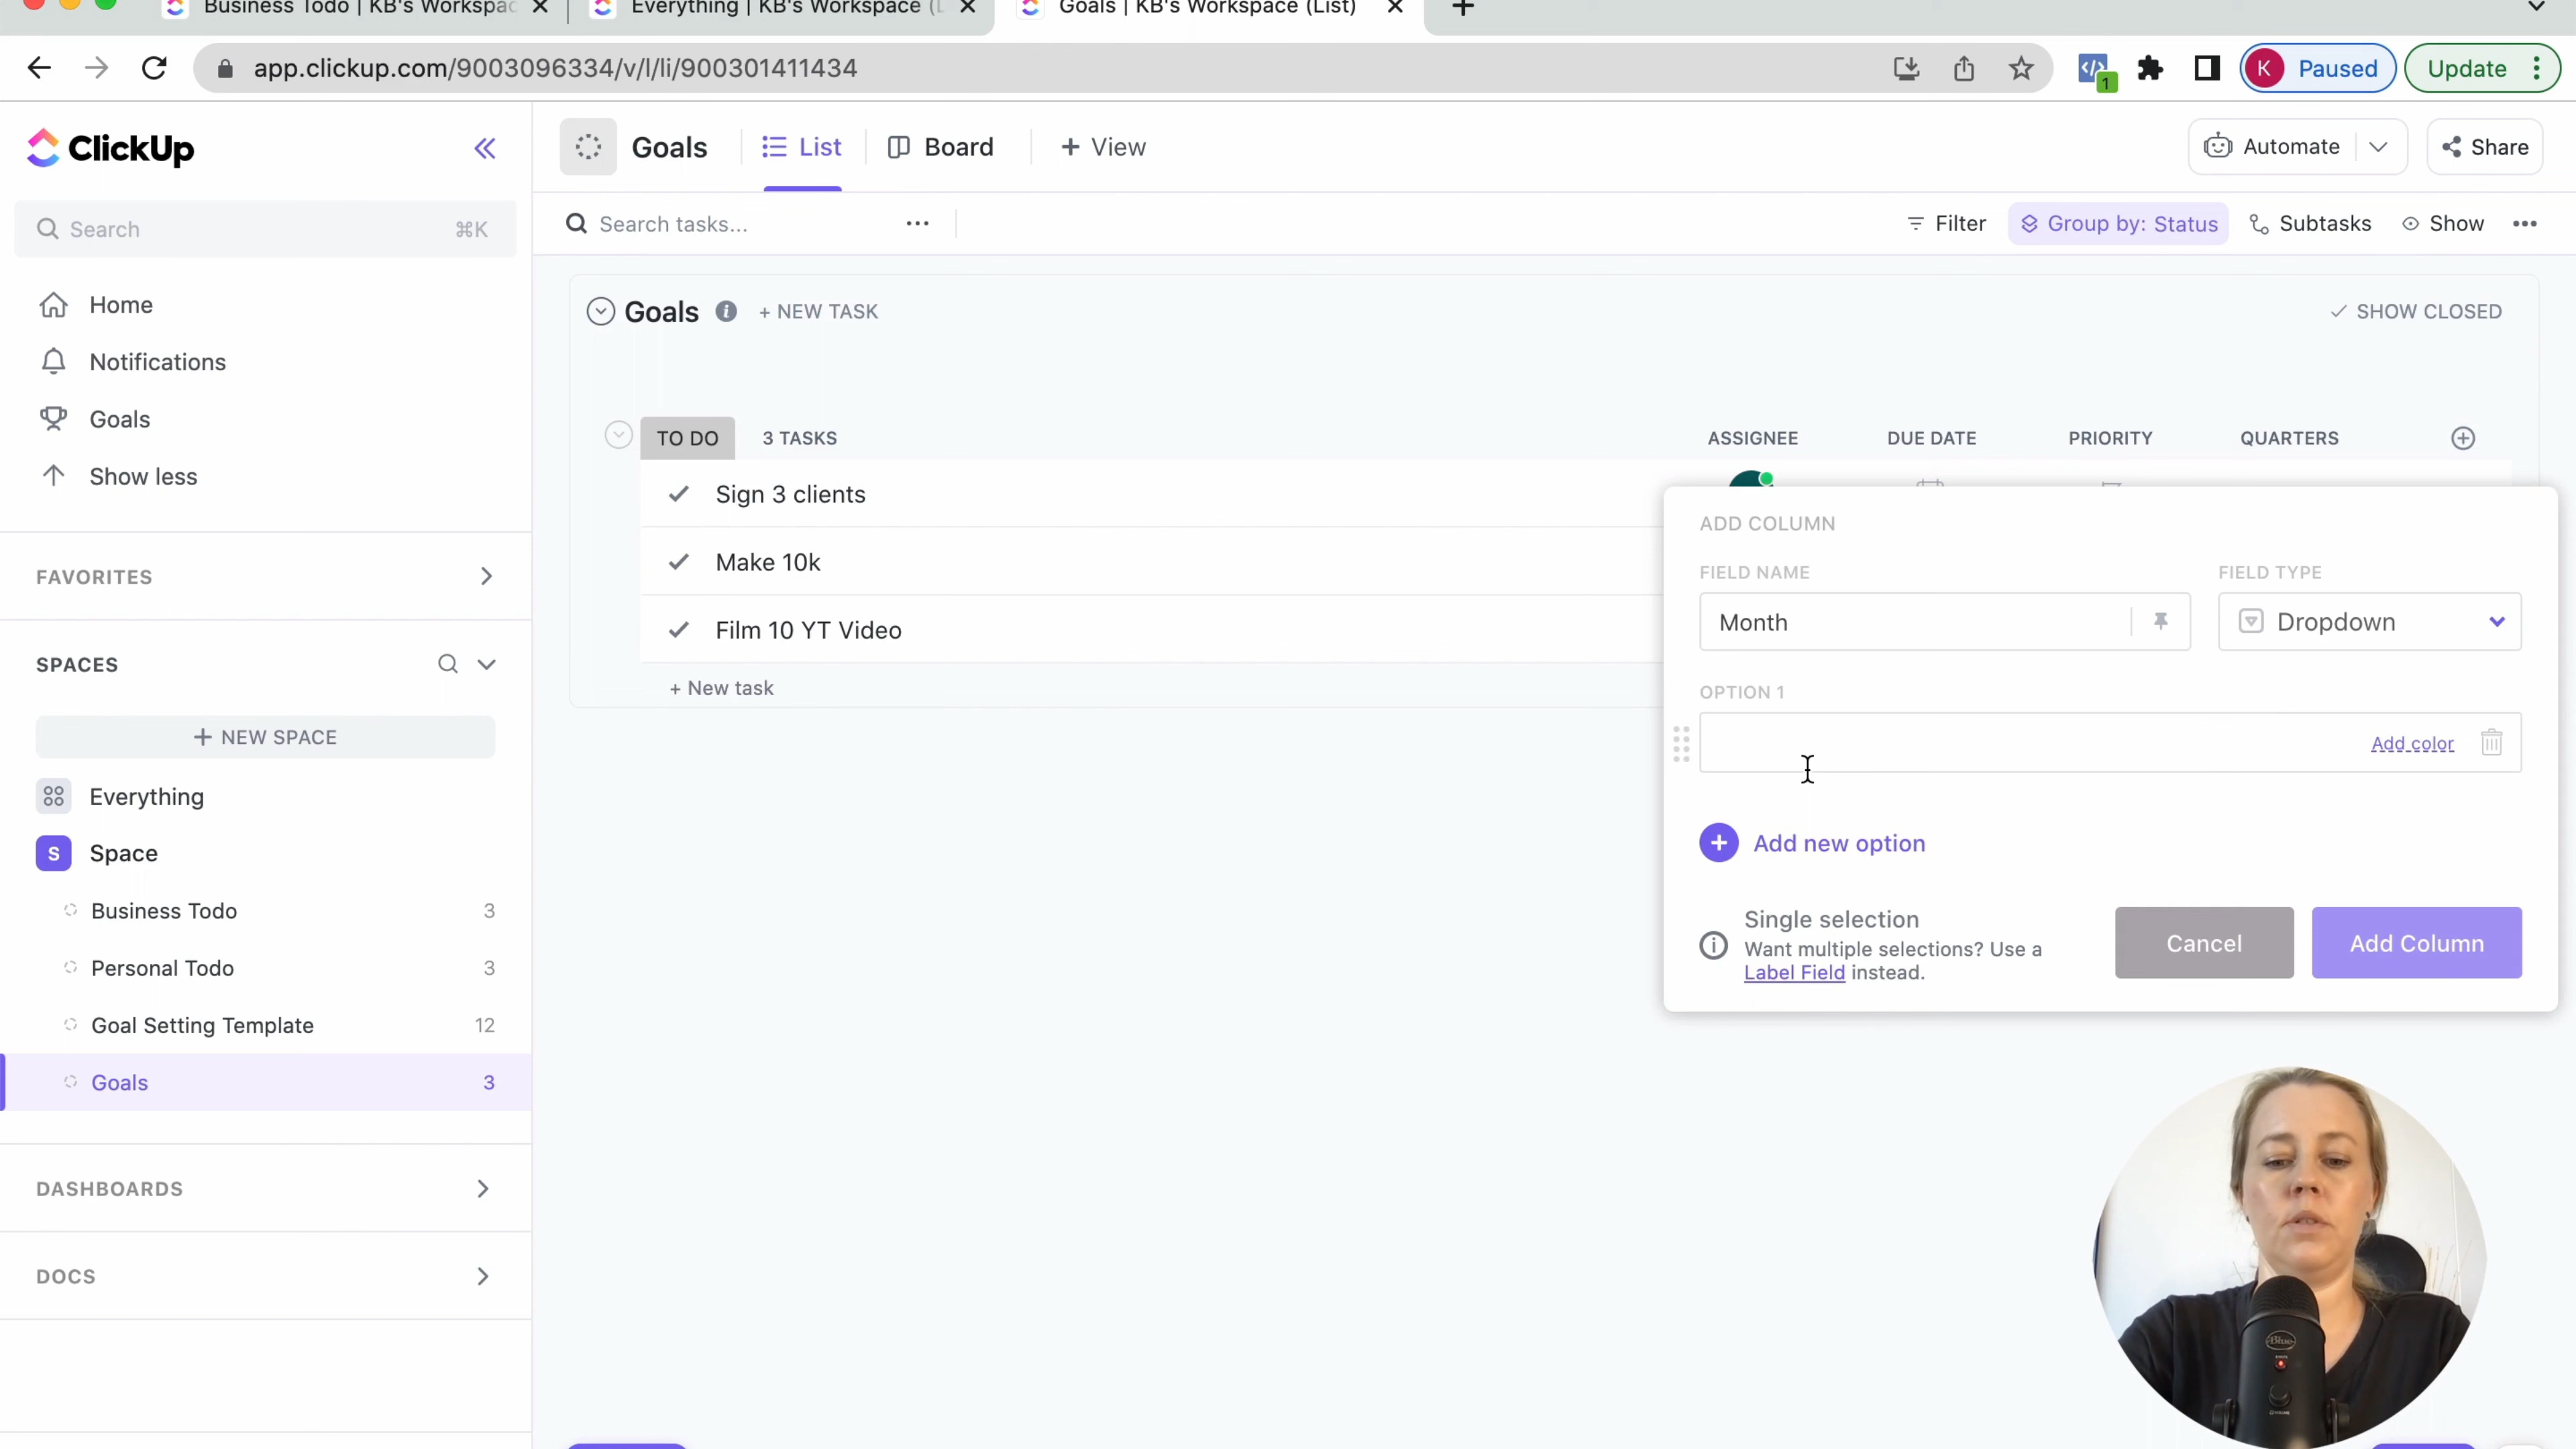 Business Todo | KB's Workspac
Everything | KB's Workspace (L
Goals | KB's Workspace (List)
app.clickup.com/9003096334/v/l/li/900301411434
1
K
Paused
Update
ClickUp
Goals
List
Board
+ View
Automate
Share
Search
⌘K
Search tasks...
Filter
Group by: Status
Subtasks
Show
Home
Notifications
Goals
Show less
Goals
+ NEW TASK
SHOW CLOSED
TO DO
3 TASKS
ASSIGNEE
DUE DATE
PRIORITY
QUARTERS
Sign 3 clients
Make 10k
Film 10 YT Video
+ New task
FAVORITES
SPACES
+ NEW SPACE
Everything
S
Space
Business Todo
3
Personal Todo
3
Goal Setting Template
12
Goals
3
DASHBOARDS
DOCS
ADD COLUMN
FIELD NAME
FIELD TYPE
Month
Dropdown
OPTION 1
Add color
Add new option
Single selection
Want multiple selections? Use a
Label Field instead.
Cancel
Add Column
Blue